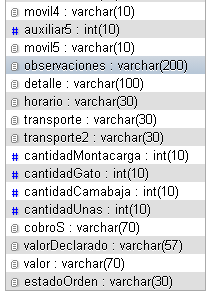 movil4 : varchar(10)
auxiliar5 : int(10)
movil5 : varchar(10)
observaciones : varchar(200)
detalle : varchar(100)
horario : varchar(30)
transporte : varchar(30)
transporte2 : varchar(30)
cantidadMontacarga : int(10)
cantidadGato : int(10)
cantidadCamabaja : int(10)
cantidadUnas : int(10)
cobroS : varchar(70)
valorDeclarado : varchar(57)
valor : varchar(70)
estadoOrden : varchar(30)